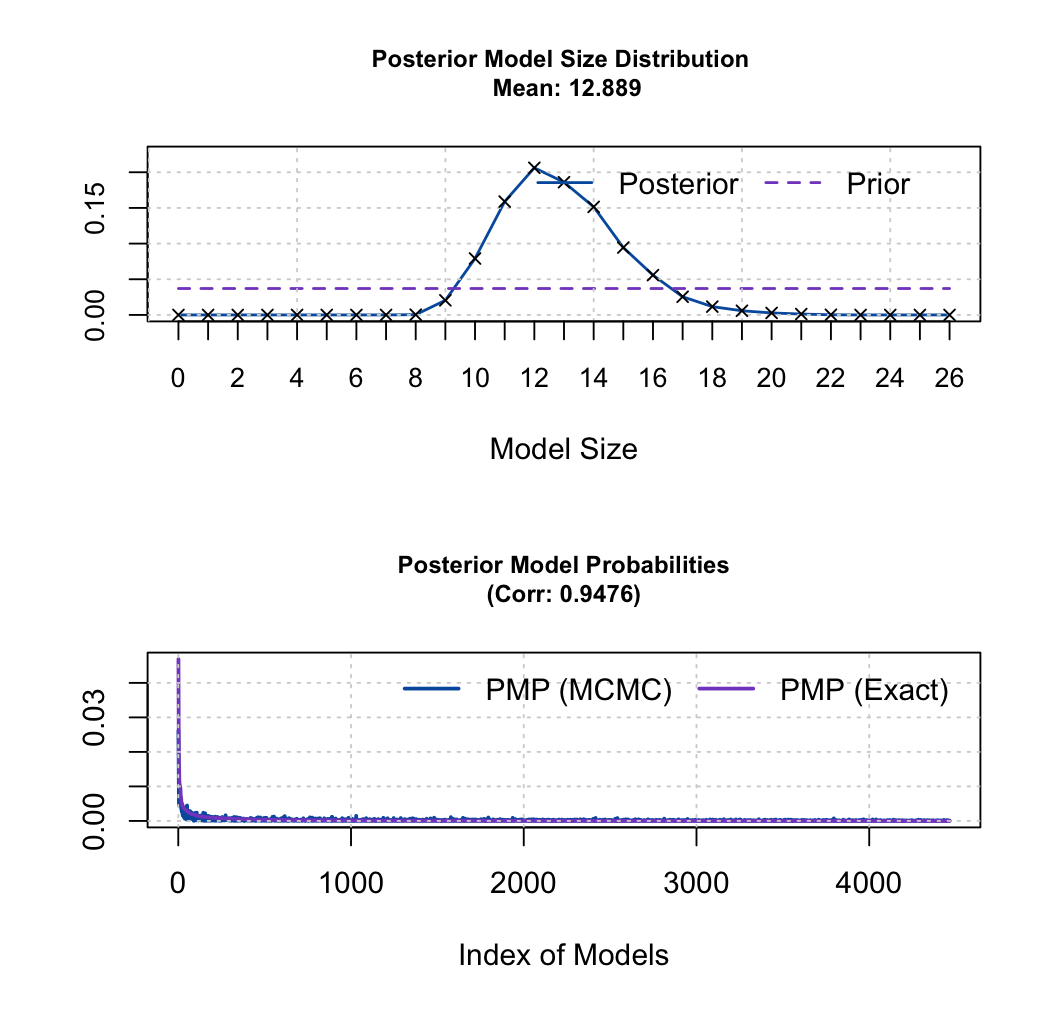 Posterior Model Size Distribution
Mean: 12.889
Posterior Prior
0.15
0.00
0 2 4 6 8 10 12 14 16 18 20 22 24 26
Model Size
Posterior Model Probabilities
(Corr: 0.9476)
PMP (MCMC) PMP (Exact)
0.03
0.00
0 1000 2000 3000 4000
Index of Models